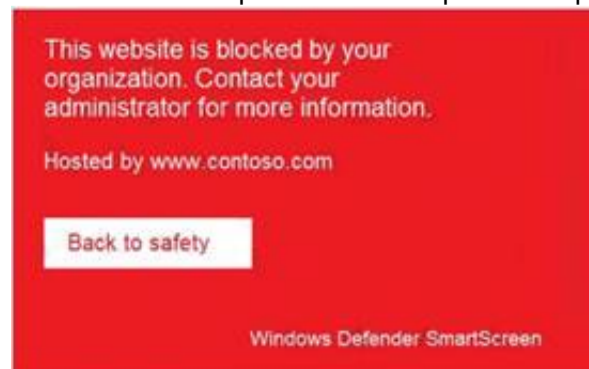 This website is blocked by your
organization. Contact your
administrator for more information.
Hosted by www.contoso.com
Back to safety
Windows Defender SmartScreen